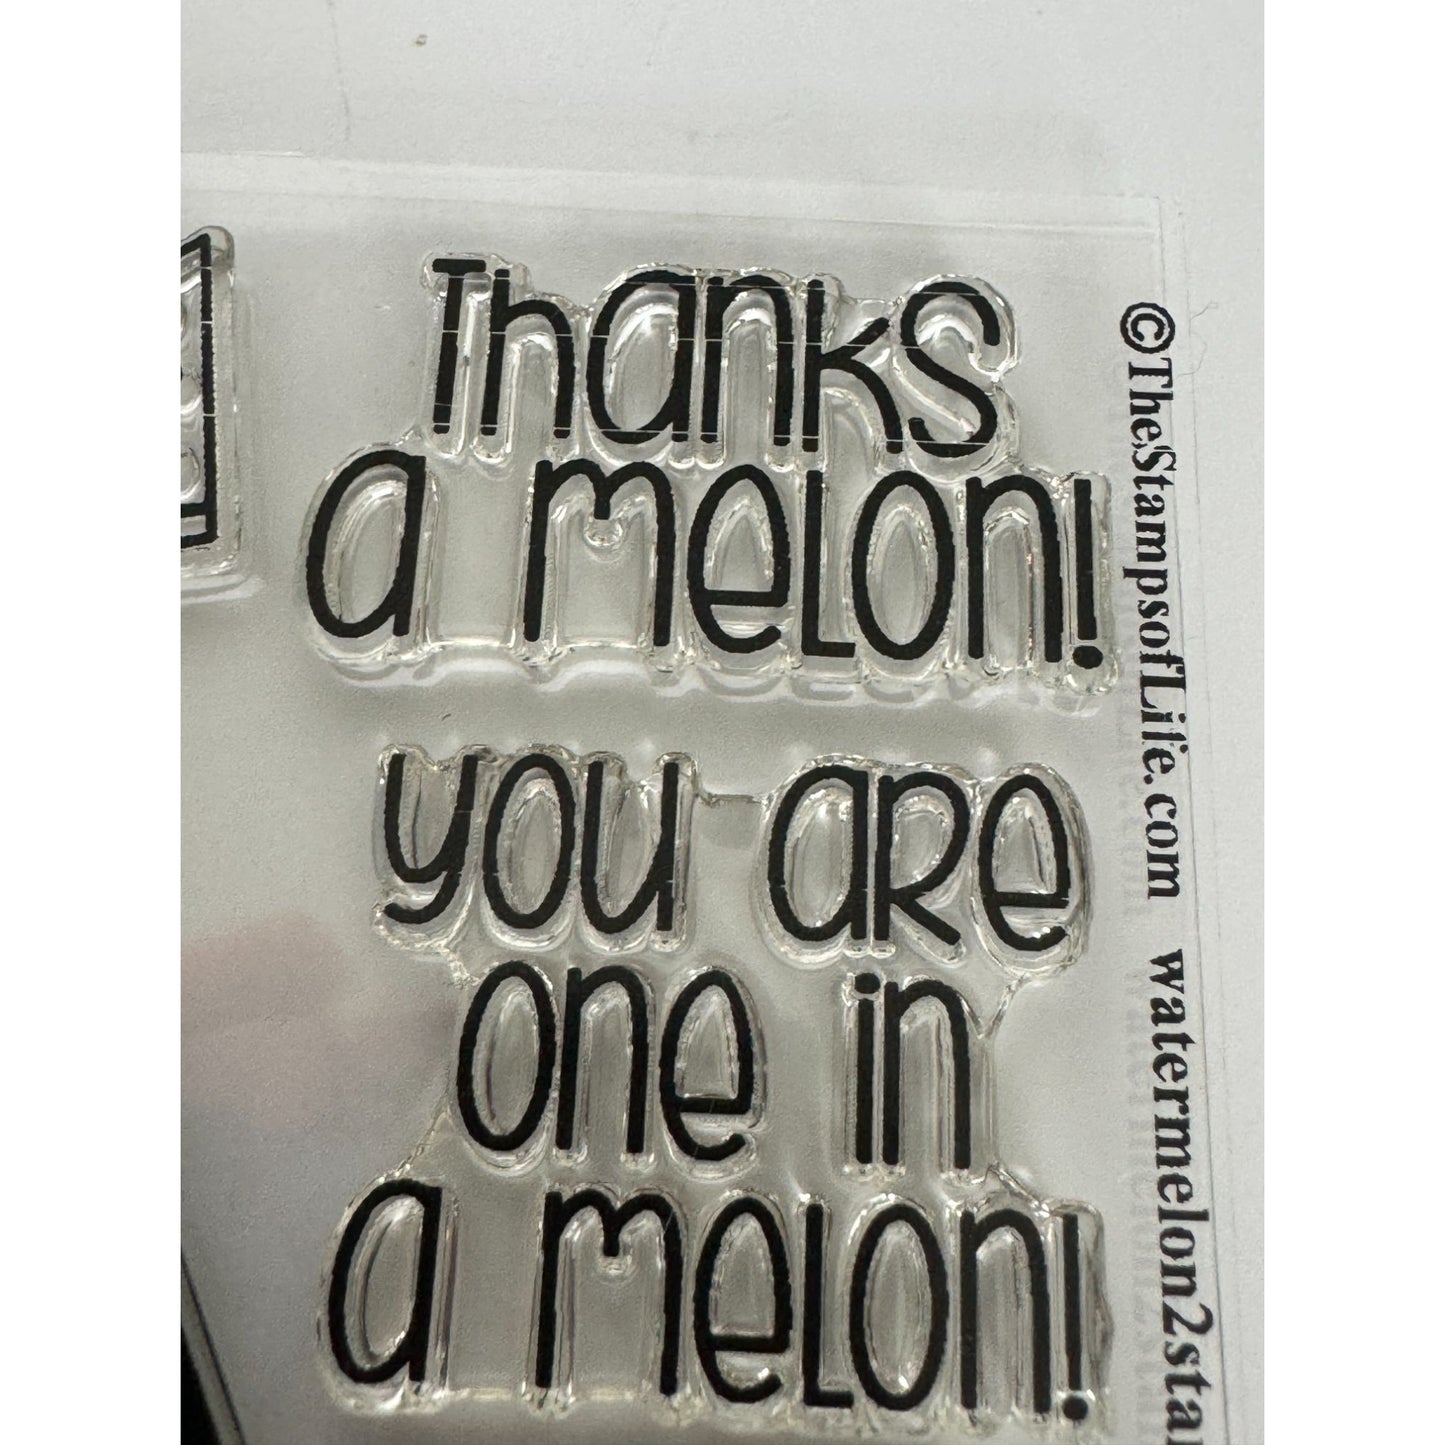 Thanks
a melon!
you are
one in
a melon!
©TheStampsofLife.com watermelon2sta